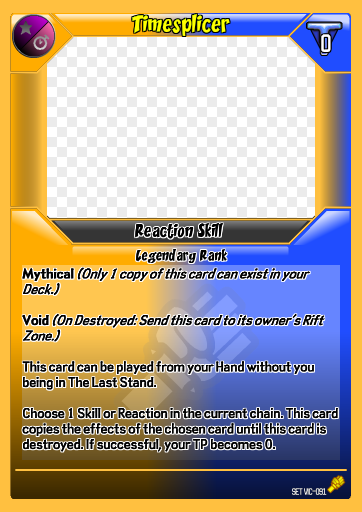 Timesplicer
0
Reaction Skill
Legendary Rank
Mythical (Only 1 copy of this card can exist in your
Deck.)
Void (On Destroyed: Send this card to its owner's Rift
Zone.)
This card can be played from your Hand without you
being in The Last Stand.
Choose 1 Skill or Reaction in the current chain. This card
copies the effects of the chosen card until this card is
destroyed. If successful, your TP becomes 0.
SET VIC-091